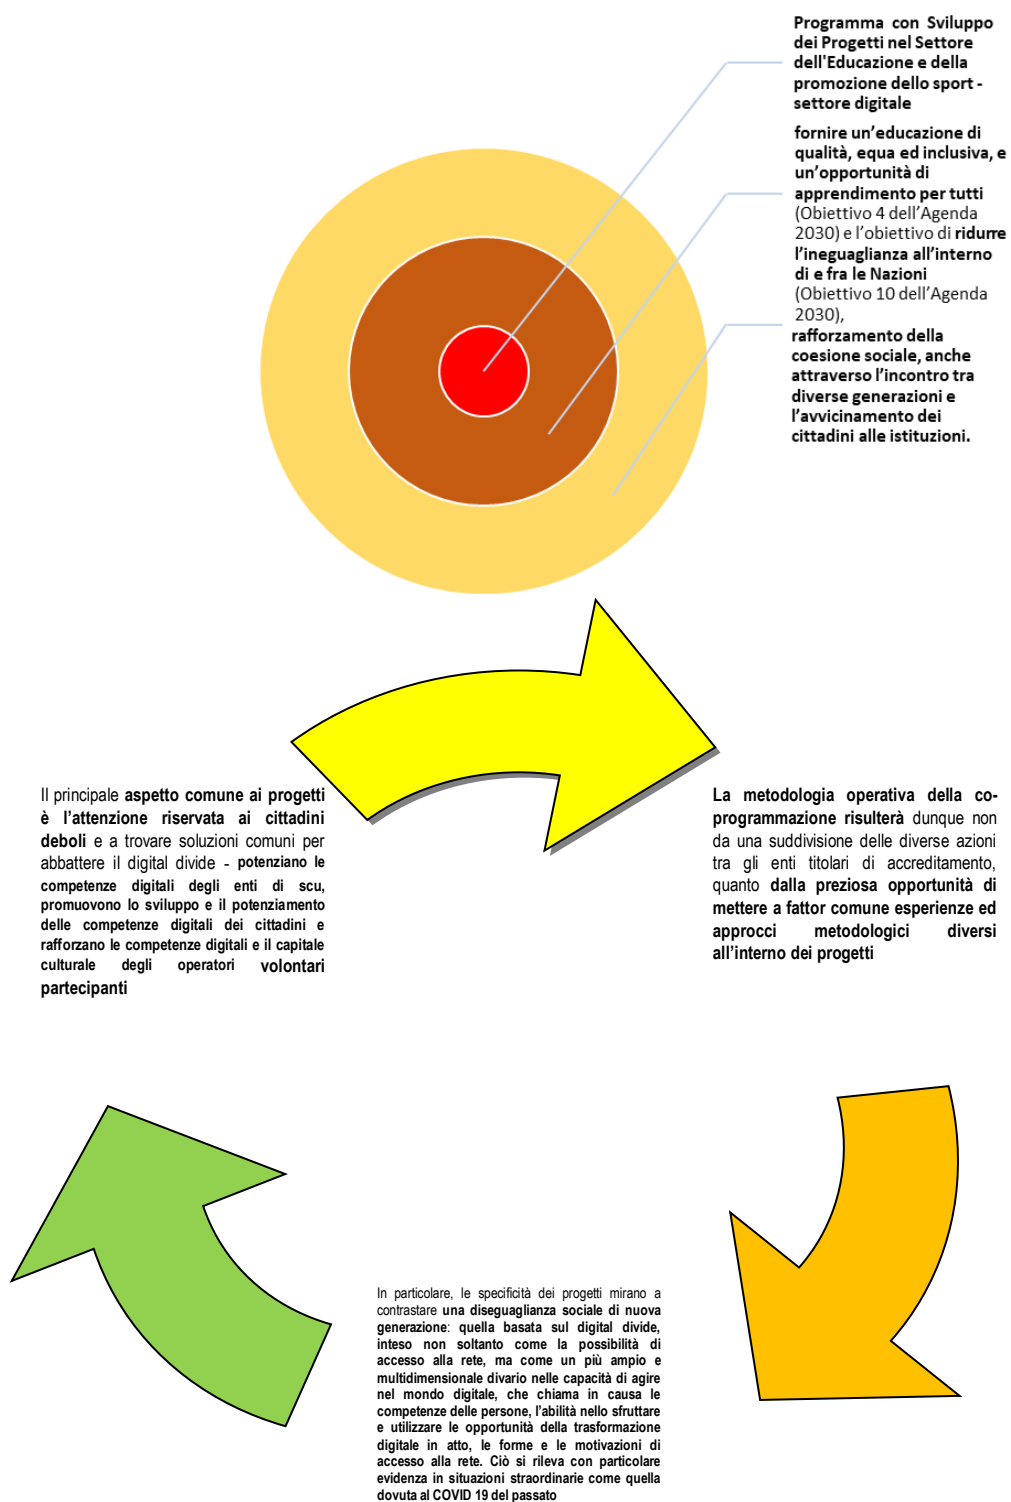 Programma con Sviluppo
dei Progetti nel Settore
dell'Educazione e della
promozione dello sport -
settore digitale
fornire un’educazione di
qualità, equa ed inclusiva, e
un’opportunità di
apprendimento per tutti
(Obiettivo 4 dell’Agenda
2030) e l’obiettivo di ridurre
l’ineguaglianza all’interno
di e fra le Nazioni
(Obiettivo 10 dell’Agenda
2030),
rafforzamento della
coesione sociale, anche
attraverso l’incontro tra
diverse generazioni e
l’avvicinamento dei
cittadini alle istituzioni.
Il principale aspetto comune ai progetti
è l’attenzione riservata ai cittadini
deboli e a trovare soluzioni comuni per
abbattere il digital divide - potenziano le
competenze digitali degli enti di scu,
promuovono lo sviluppo e il potenziamento
delle competenze digitali dei cittadini e
rafforzano le competenze digitali e il capitale
culturale degli operatori volontari
partecipanti
La metodologia operativa della co-
programmazione risulterà dunque non
da una suddivisione delle diverse azioni
tra gli enti titolari di accreditamento,
quanto dalla preziosa opportunità di
mettere a fattor comune esperienze ed
approcci metodologici diversi
all’interno dei progetti
In particolare, le specificità dei progetti mirano a
contrastare una diseguaglianza sociale di nuova
generazione: quella basata sul digital divide,
inteso non soltanto come la possibilità di
accesso alla rete, ma come un più ampio e
multidimensionale divario nelle capacità di agire
nel mondo digitale, che chiama in causa le
competenze delle persone, l’abilità nello sfruttare
e utilizzare le opportunità della trasformazione
digitale in atto, le forme e le motivazioni di
accesso alla rete. Ciò si rileva con particolare
evidenza in situazioni straordinarie come quella
dovuta al COVID 19 del passato